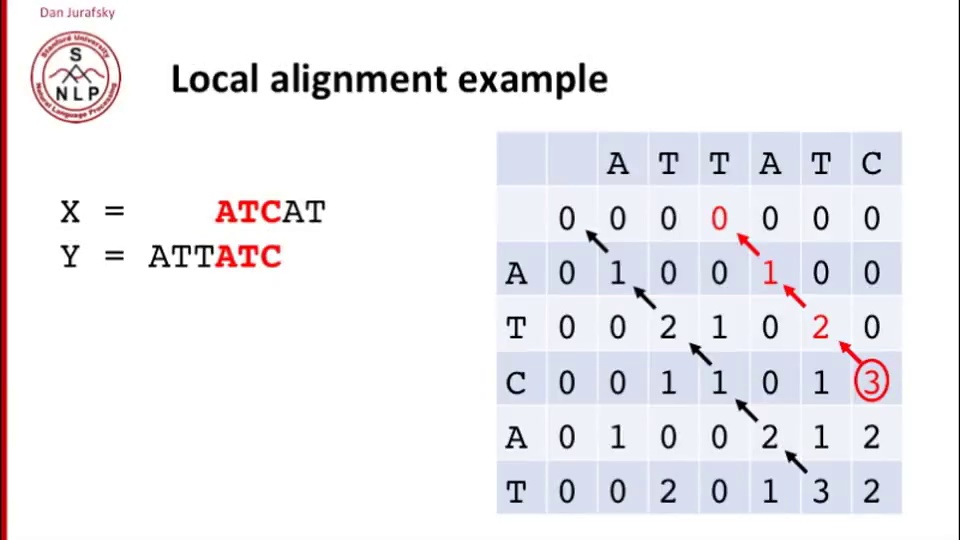 Dan Jurafsky
Stanford University
S
NLP
Natural Language Processing
Local alignment example
X = ATCAT
Y = ATTATC
A T T A T C
0 0 0 0 0 0 0
A 0 1 0 0 1 0 0
T 0 0 2 1 0 2 0
C 0 0 1 1 0 1 3
A 0 1 0 0 2 1 2
T 0 0 2 0 1 3 2